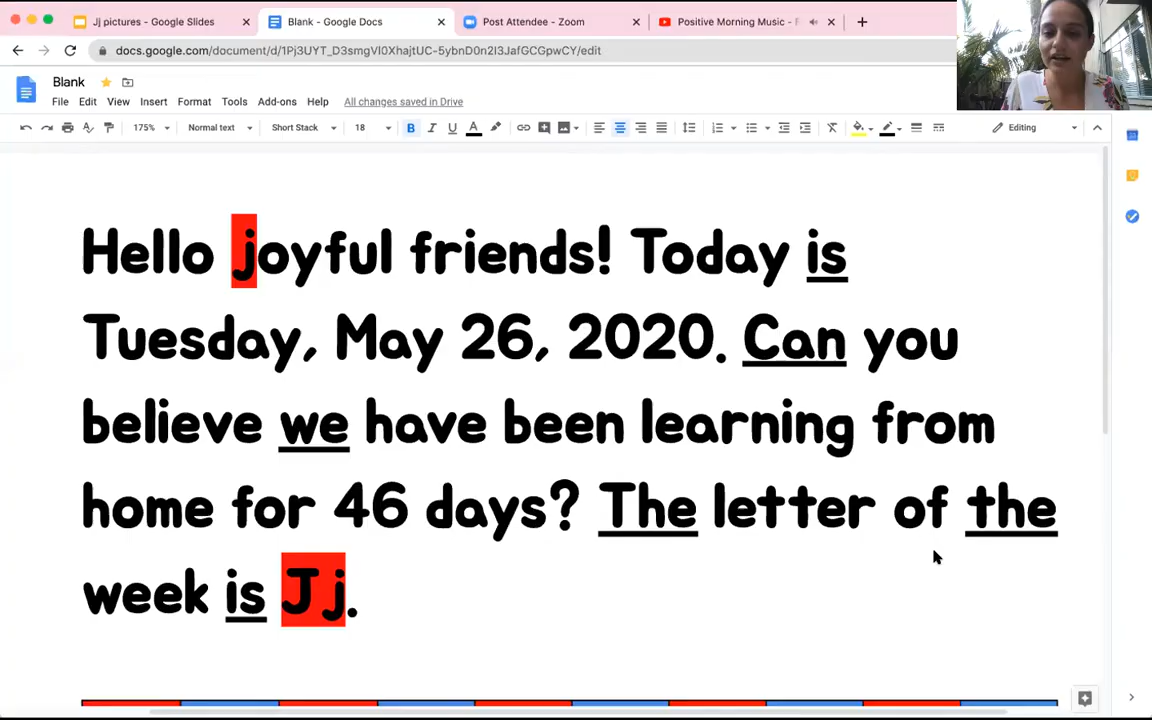 Jj pictures - Google Slides
Blank - Google Docs
Post Attendee - Zoom
Positive Morning Music -
docs.google.com/document/d/1Pj3UYT_D3smgVI0XhajtUC-5ybnD0n2I3JafGCGpwCY/edit
Blank
File Edit View Insert Format Tools Add-ons Help All changes saved in Drive
175% Normal text Short Stack 18 B I U A Editing
Hello joyful friends! Today is
Tuesday, May 26, 2020. Can you
believe we have been learning from
home for 46 days? The letter of the
week is Jj.